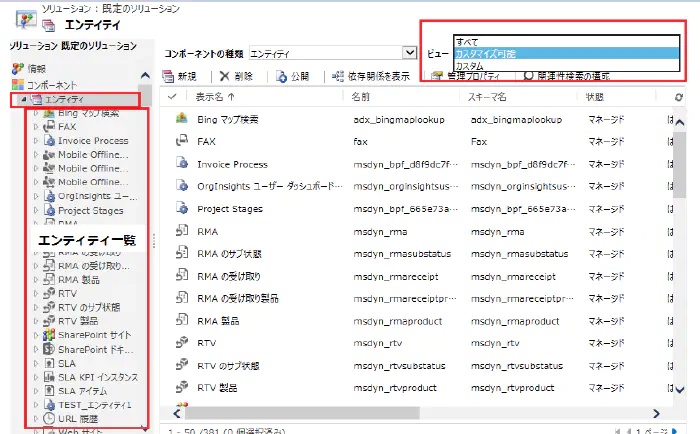 ソリューション : 既定のソリューション
エンティティ
ソリューション 既定のソリューション
情報
コンポーネント
エンティティ
Bing マップ検索
FAX
Invoice Process
Mobile Offline...
Mobile Offline...
Mobile Offline...
OrgInsights ユー...
Project Stages
RMA
エンティティ一覧
RMA の受け取り...
RMA 製品
RTV
RTV のサブ状態
RTV 製品
SharePoint サイト
SharePoint ドキ...
SLA
SLA KPI インスタンス
SLA アイテム
TEST_エンティティ1
URL 履歴
Web サイト
コンポーネントの種類 エンティティ
ビュー
すべて
カスタマイズ可能
カスタム
新規 削除 公開 依存関係を表示 管理プロパティ 関連性検索の構成
表示名 ↑ 名前 スキーマ名 状態
Bing マップ検索 adx_bingmaplookup adx_bingmaplookup マネージド は
FAX fax Fax マネージド は
Invoice Process msdyn_bpf_d8f9dc7f... msdyn_bpf_d8f9dc7f... マネージド は
OrgInsights ユーザー ダッシュボード... msdyn_orginsightsus... msdyn_orginsightsus... マネージド は
Project Stages msdyn_bpf_665e73a... msdyn_bpf_665e73a... マネージド は
RMA msdyn_rma msdyn_rma マネージド は
RMA のサブ状態 msdyn_rmasubstatus msdyn_rmasubstatus マネージド は
RMA の受け取り msdyn_rmareceipt msdyn_rmareceipt マネージド は
RMA の受け取り製品 msdyn_rmareceiptpr... msdyn_rmareceiptpr... マネージド は
RMA 製品 msdyn_rmaproduct msdyn_rmaproduct マネージド は
RTV msdyn_rtv msdyn_rtv マネージド は
RTV のサブ状態 msdyn_rtvsubstatus msdyn_rtvsubstatus マネージド は
RTV 製品 msdyn_rtvproduct msdyn_rtvproduct マネージド は
1 - 50 /381 (0 個選択済み) 1 ページ